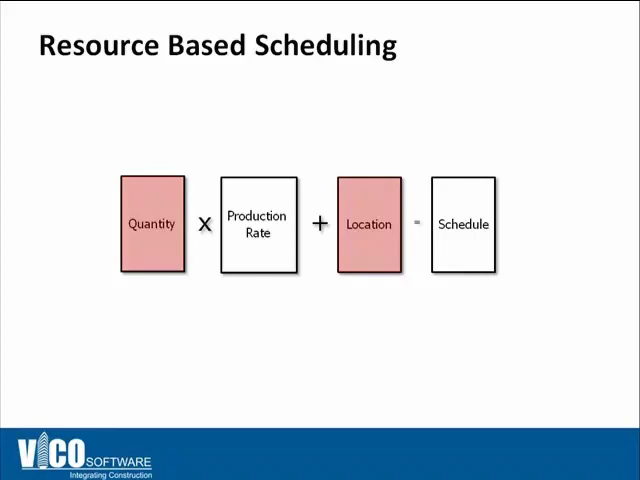 Resource Based Scheduling
Quantity
x
Production
Rate
+
Location
=
Schedule
VICO SOFTWARE
Integrating Construction